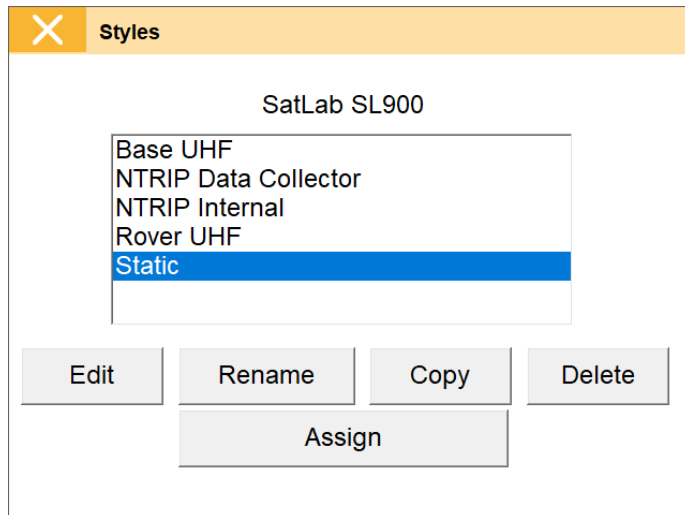 Styles
SatLab SL900
Base UHF
NTRIP Data Collector
NTRIP Internal
Rover UHF
Static
Edit Rename Copy Delete
Assign